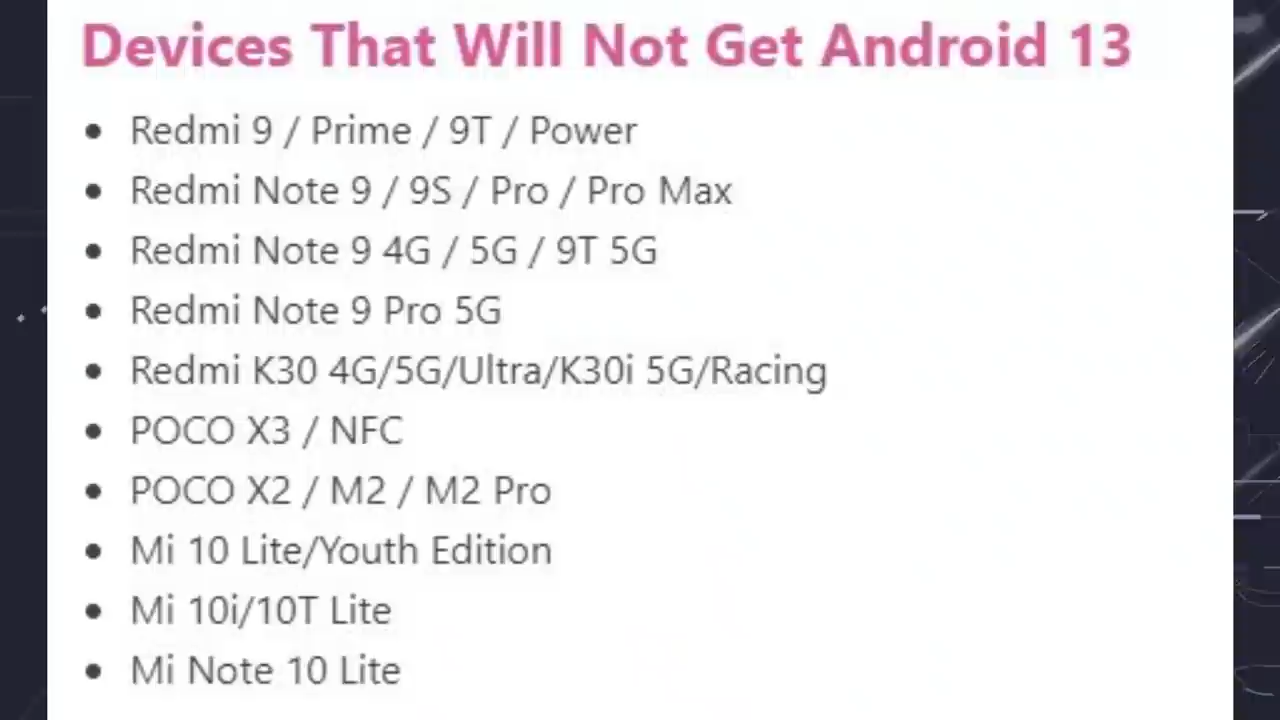 Devices That Will Not Get Android 13
• Redmi 9 / Prime / 9T / Power
• Redmi Note 9 / 9S / Pro / Pro Max
• Redmi Note 9 4G / 5G / 9T 5G
• Redmi Note 9 Pro 5G
• Redmi K30 4G/5G/Ultra/K30i 5G/Racing
• POCO X3 / NFC
• POCO X2 / M2 / M2 Pro
• Mi 10 Lite/Youth Edition
• Mi 10i/10T Lite
• Mi Note 10 Lite